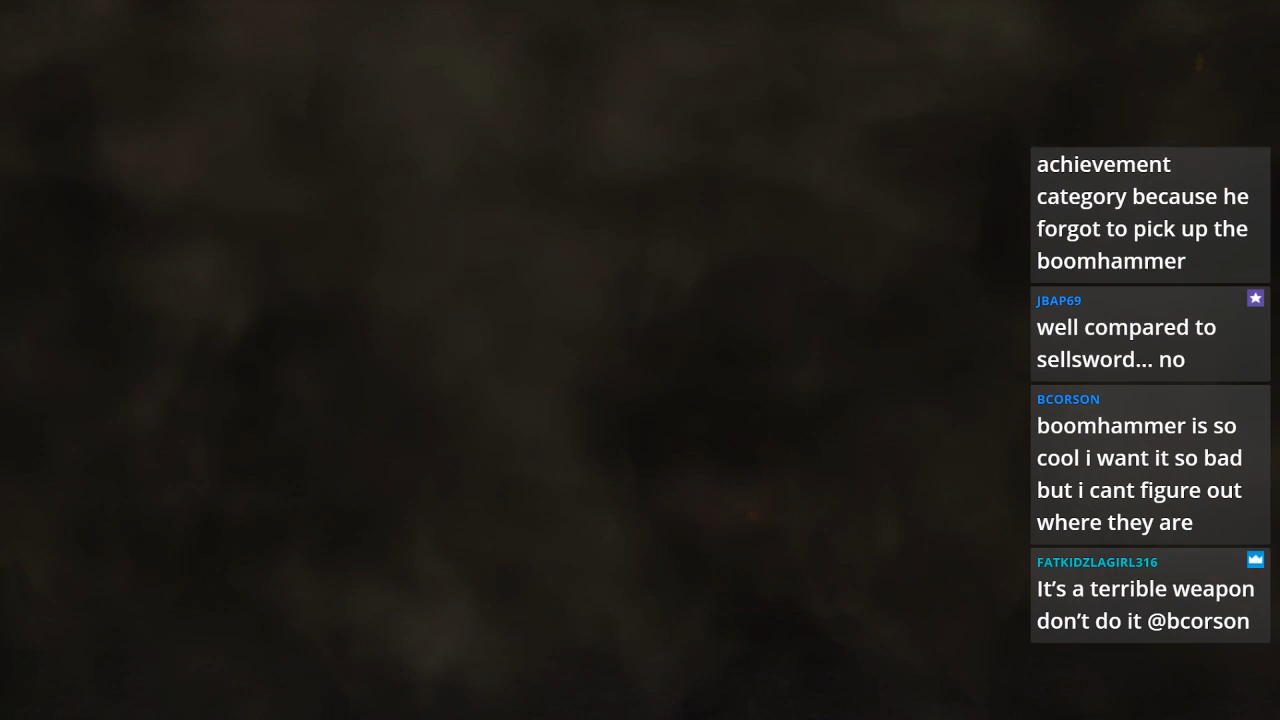 achievement
category because he
forgot to pick up the
boomhammer
JBAP69
well compared to
sellsword... no
BCORSON
boomhammer is so
cool i want it so bad
but i cant figure out
where they are
FATKIDZLAGIRL316
It’s a terrible weapon
don’t do it @bcorson